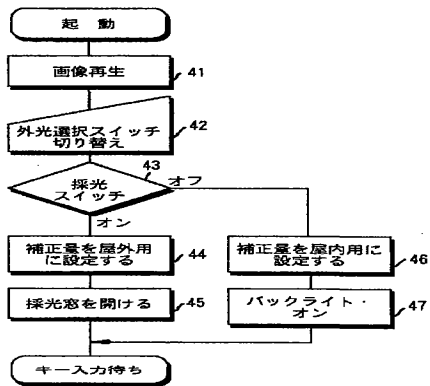 起 動
画像再生
41
外光選択スイッチ
切り替え
42
採光
スイッチ
43
オフ
オン
補正量を屋外用
に設定する
44
補正量を屋内用に
設定する
46
採光窓を開ける
45
バックライト・
オン
47
キー入力待ち